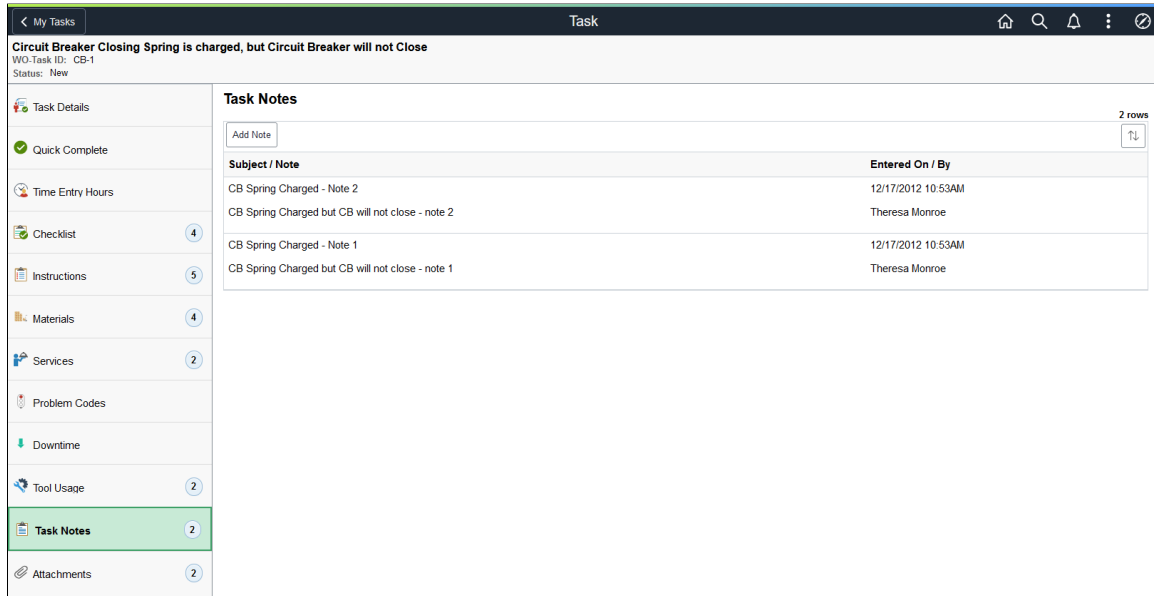 My Tasks
Task
Circuit Breaker Closing Spring is charged, but Circuit Breaker will not Close
WO-Task ID: CB-1
Status: New
Task Details
Quick Complete
Time Entry Hours
Checklist 4
Instructions 5
Materials 4
Services 2
Problem Codes
Downtime
Tool Usage 2
Task Notes 2
Attachments 2
Task Notes
2 rows
Add Note
Subject / Note Entered On / By
CB Spring Charged - Note 2 12/17/2012 10:53AM
CB Spring Charged but CB will not close - note 2 Theresa Monroe
CB Spring Charged - Note 1 12/17/2012 10:53AM
CB Spring Charged but CB will not close - note 1 Theresa Monroe